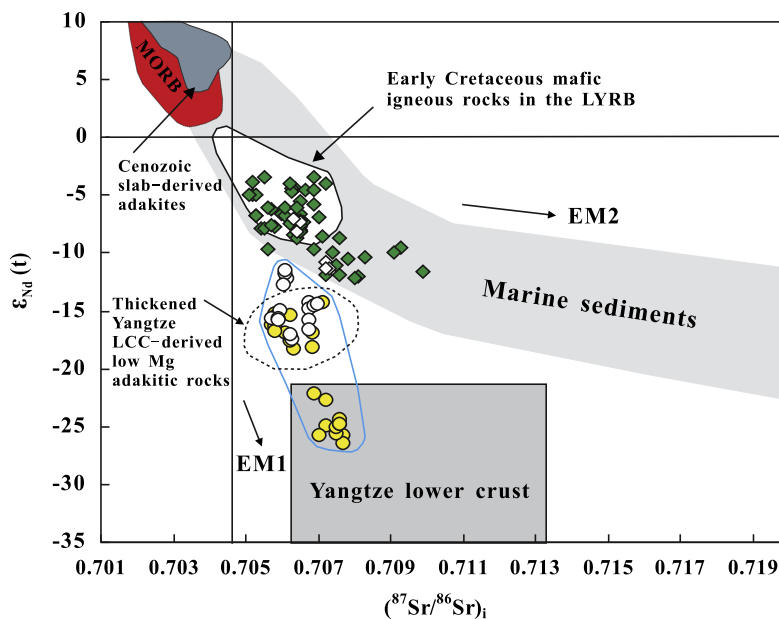 10
5
0
-5
-10
-15
-20
-25
-30
-35
εNd (t)
MORB
Early Cretaceous mafic
igneous rocks in the LYRB
Cenozoic
slab-derived
adakites
EM2
Marine sediments
Thickened
Yangtze
LCC-derived
low Mg
adakitic rocks
EM1
Yangtze lower crust
0.701 0.703 0.705 0.707 0.709 0.711 0.713 0.715 0.717 0.719
(87Sr/86Sr)i